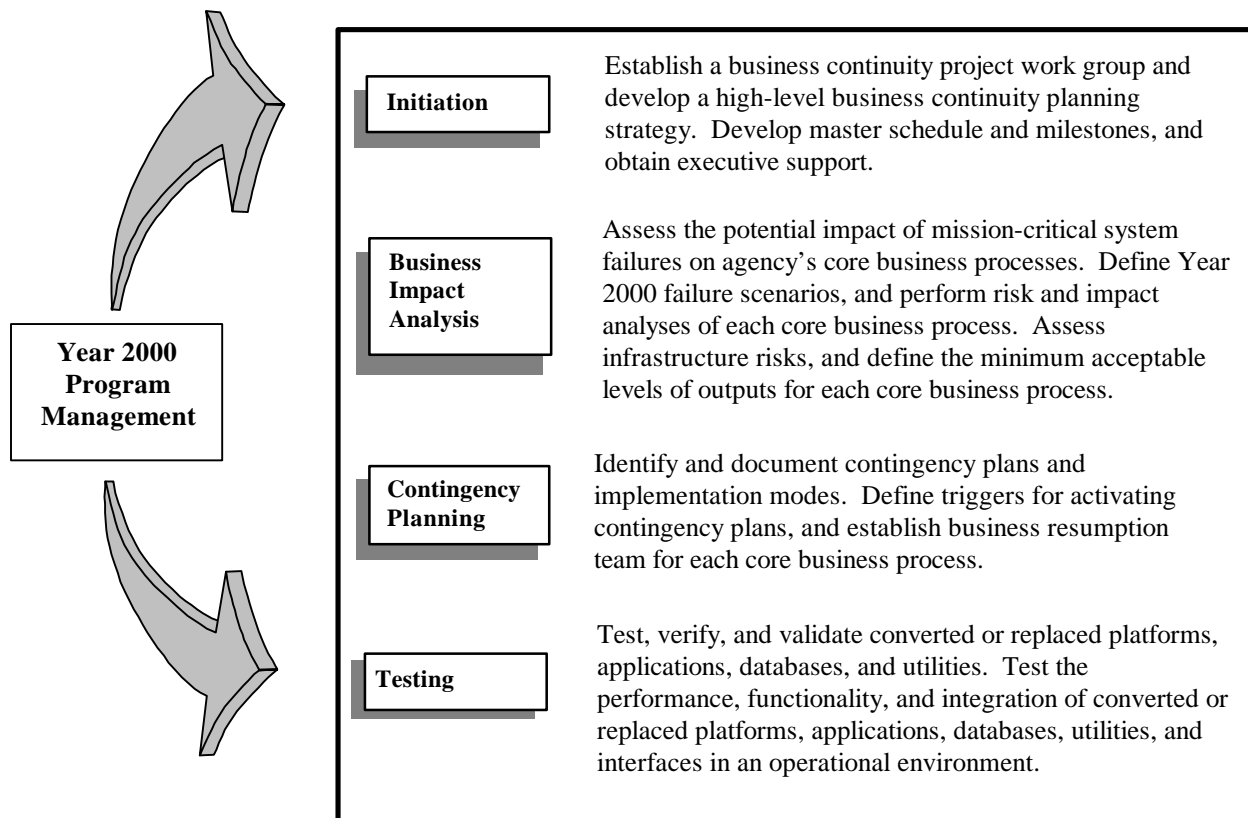 Year 2000
Program
Management
Initiation
Establish a business continuity project work group and
develop a high-level business continuity planning
strategy.  Develop master schedule and milestones, and
obtain executive support.
Business
Impact
Analysis
Assess the potential impact of mission-critical system
failures on agency’s core business processes.  Define Year
2000 failure scenarios, and perform risk and impact
analyses of each core business process.  Assess
infrastructure risks, and define the minimum acceptable
levels of outputs for each core business process.
Contingency
Planning
Identify and document contingency plans and
implementation modes.  Define triggers for activating
contingency plans, and establish business resumption
team for each core business process.
Testing
Test, verify, and validate converted or replaced platforms,
applications, databases, and utilities.  Test the
performance, functionality, and integration of converted or
replaced platforms, applications, databases, utilities, and
interfaces in an operational environment.